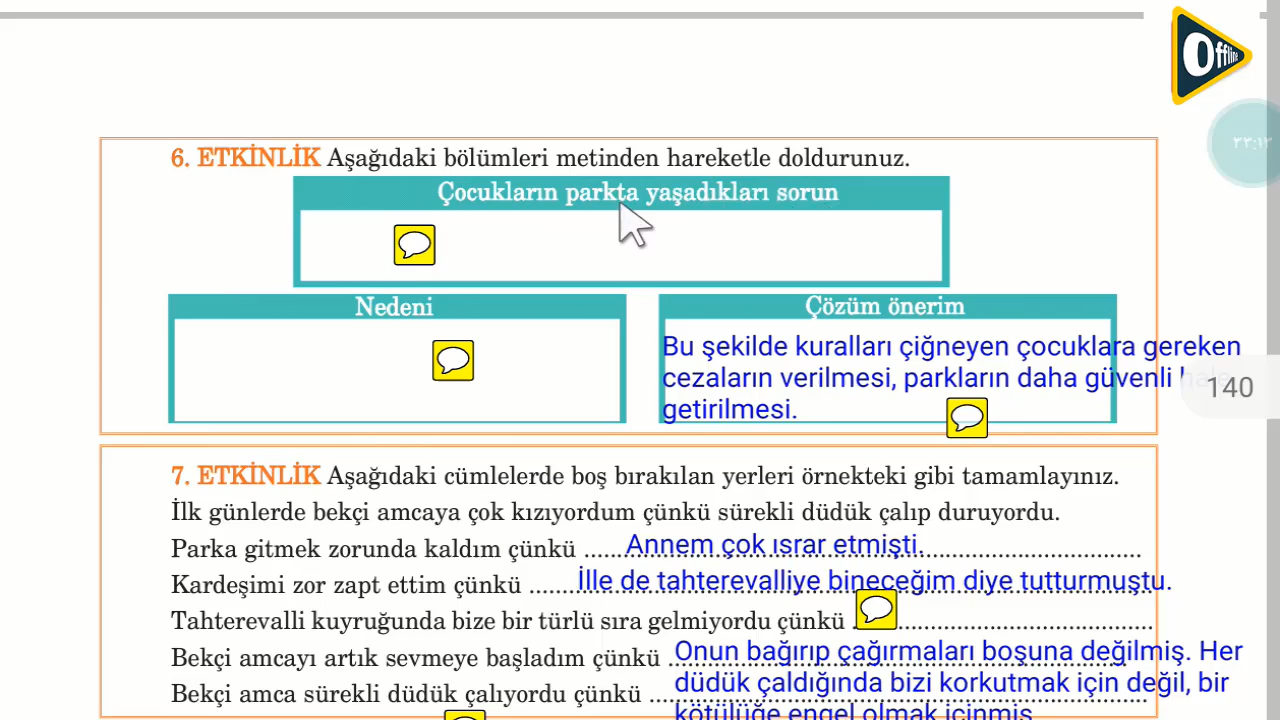 Offline
٢٢:١٢
6. ETKİNLİK Aşağıdaki bölümleri metinden hareketle doldurunuz.
Çocukların parkta yaşadıkları sorun
Nedeni
Çözüm önerim
Bu şekilde kuralları çiğneyen çocuklara gereken
cezaların verilmesi, parkların daha güvenli hale
getirilmesi.
140
7. ETKİNLİK Aşağıdaki cümlelerde boş bırakılan yerleri örnekteki gibi tamamlayınız.
İlk günlerde bekçi amcaya çok kızıyordum çünkü sürekli düdük çalıp duruyordu.
Parka gitmek zorunda kaldım çünkü ...... Annem çok ısrar etmişti.
Kardeşimi zor zapt ettim çünkü ........ İlle de tahterevalliye bineceğim diye tutturmuştu.
Tahterevalli kuyruğunda bize bir türlü sıra gelmiyordu çünkü ........
Bekçi amcayı artık sevmeye başladım çünkü Onun bağırıp çağırmaları boşuna değilmiş. Her
Bekçi amca sürekli düdük çalıyordu çünkü .... düdük çaldığında bizi korkutmak için değil, bir
kötülüğe engel olmak içinmiş